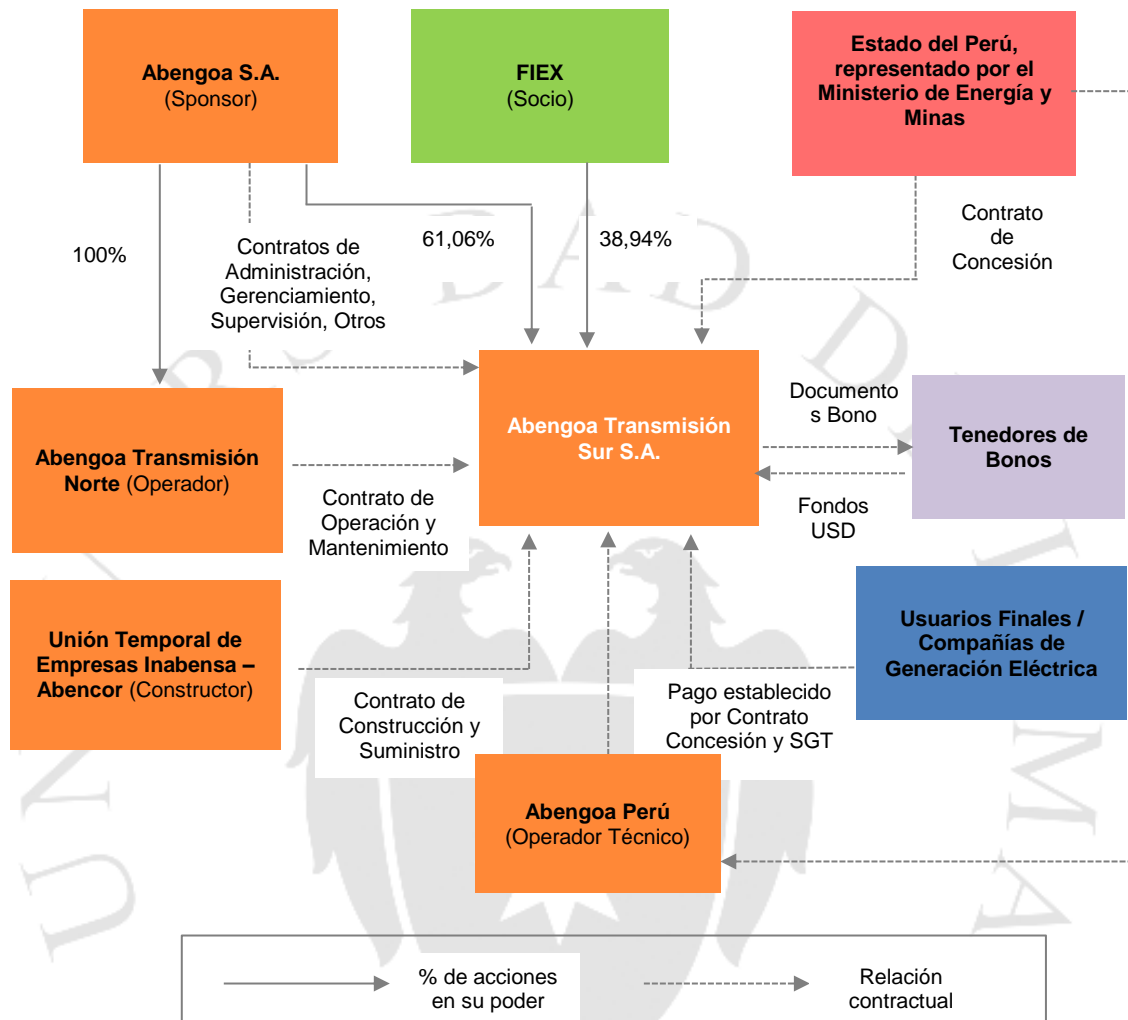 Abengoa S.A.
(Sponsor)
FIEX
(Socio)
Estado del Perú,
representado por el
Ministerio de Energía y
Minas
100%
Contratos de
Administración,
Gerenciamiento,
Supervisión, Otros
61,06%
38,94%
Contrato
de
Concesión
Abengoa Transmisión
Norte (Operador)
Contrato de
Operación y
Mantenimiento
Abengoa Transmisión
Sur S.A.
Documento
s Bono
Fondos
USD
Tenedores de
Bonos
Unión Temporal de
Empresas Inabensa –
Abencor (Constructor)
Contrato de
Construcción y
Suministro
Pago establecido
por Contrato
Concesión y SGT
Usuarios Finales /
Compañías de
Generación Eléctrica
Abengoa Perú
(Operador Técnico)
% de acciones
en su poder
Relación
contractual